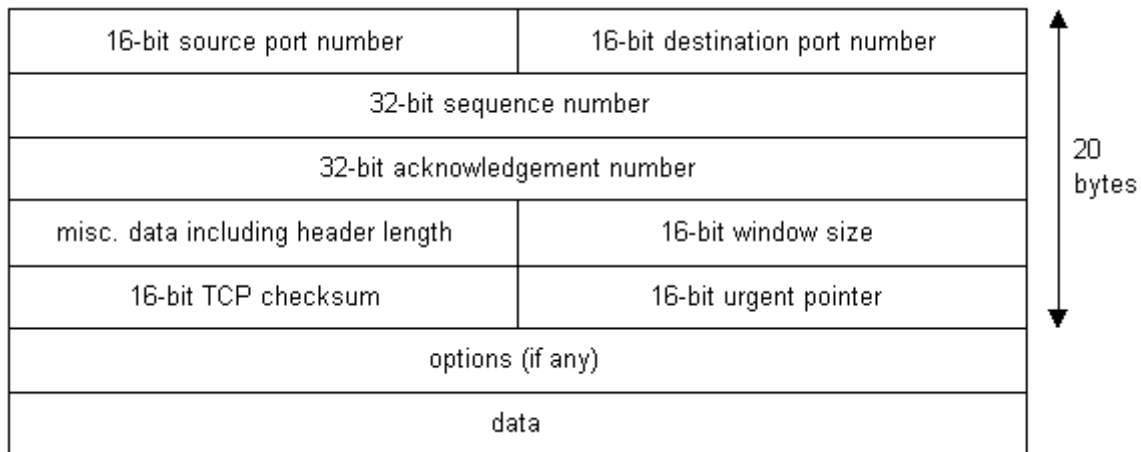 16-bit source port number
16-bit destination port number
32-bit sequence number
32-bit acknowledgement number
misc. data including header length
16-bit window size
16-bit TCP checksum
16-bit urgent pointer
options (if any)
data
20
bytes